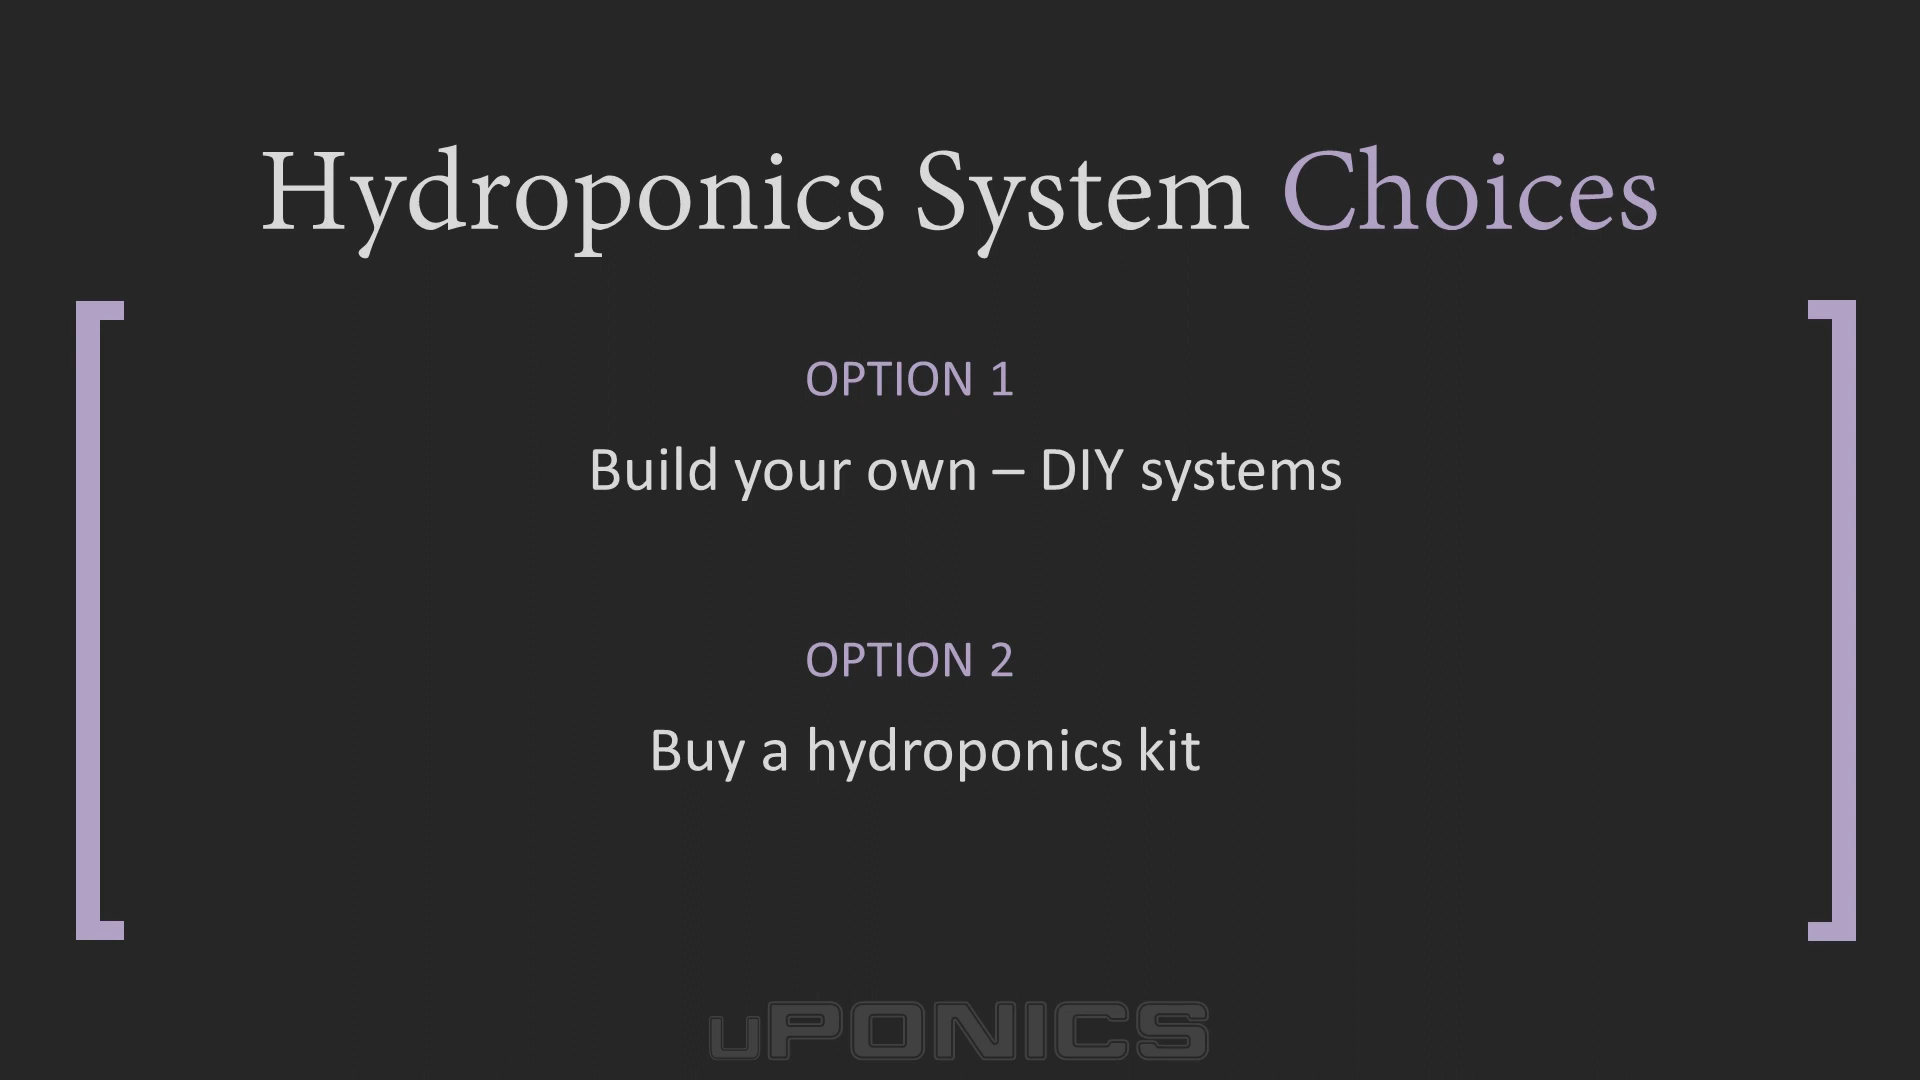 Hydroponics System Choices
OPTION 1
Build your own – DIY systems
OPTION 2
Buy a hydroponics kit
uPONICS